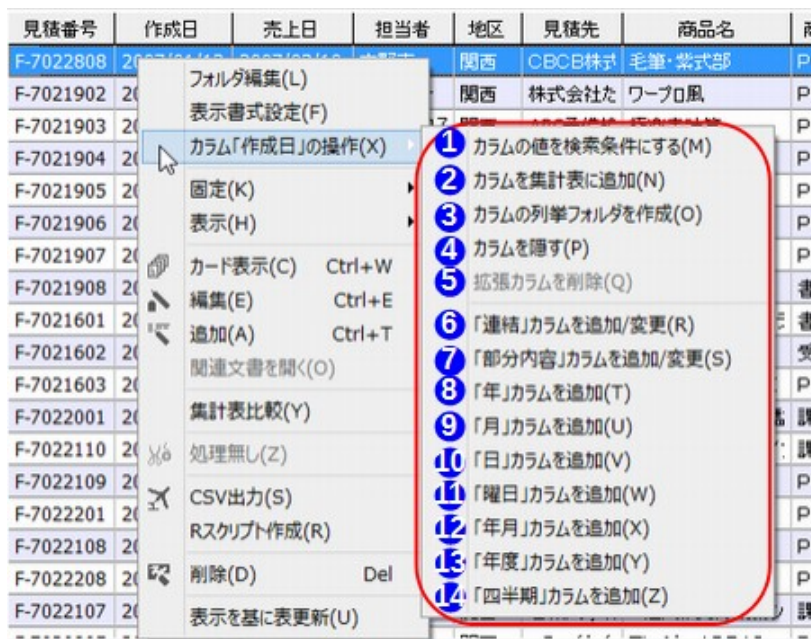 見積番号 作成日 売上日 担当者 地区 見積先 商品名
F-7022808 関西 CBCB株式 毛筆・紫式部
F-7021902 関西 株式会社た ワープロ風
F-7021903
F-7021904
F-7021905
F-7021906
F-7021907
F-7021908
F-7021601
F-7021602
F-7021603
F-7022001
F-7022110
F-7022109
F-7022201
F-7022108
F-7022208
F-7022107
フォルダ編集(L)
表示書式設定(F)
カラム「作成日」の操作(X)
固定(K)
表示(H)
カード表示(C) Ctrl+W
編集(E) Ctrl+E
追加(A) Ctrl+T
関連文書を開く(O)
集計表比較(Y)
処理無し(Z)
CSV出力(S)
Rスクリプト作成(R)
削除(D) Del
表示を基に表更新(U)
1 カラムの値を検索条件にする(M)
2 カラムを集計表に追加(N)
3 カラムの列挙フォルダを作成(O)
4 カラムを隠す(P)
5 拡張カラムを削除(Q)
6 「連結」カラムを追加/変更(R)
7 「部分内容」カラムを追加/変更(S)
8 「年」カラムを追加(T)
9 「月」カラムを追加(U)
10 「日」カラムを追加(V)
11 「曜日」カラムを追加(W)
12 「年月」カラムを追加(X)
13 「年度」カラムを追加(Y)
14 「四半期」カラムを追加(Z)